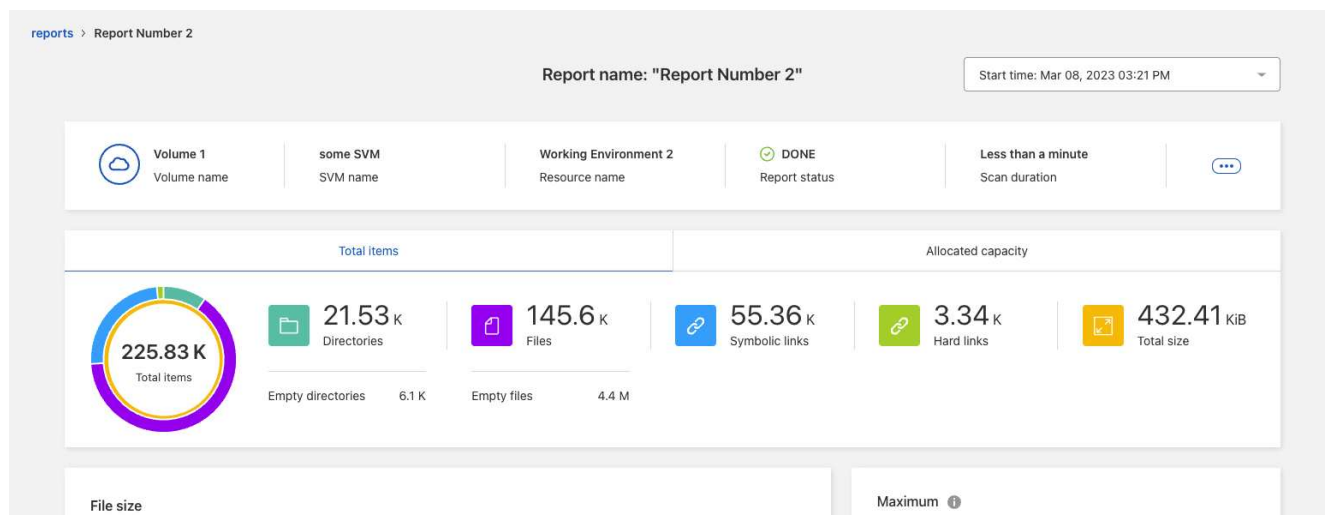 reports > Report Number 2
Report name: "Report Number 2"
Start time: Mar 08, 2023 03:21 PM
Volume 1
Volume name
some SVM
SVM name
Working Environment 2
Resource name
DONE
Report status
Less than a minute
Scan duration
Total items
Allocated capacity
225.83 K
Total items
21.53 K
Directories
Empty directories 6.1 K
145.6 K
Files
Empty files 4.4 M
55.36 K
Symbolic links
3.34 K
Hard links
432.41 KiB
Total size
File size
Maximum